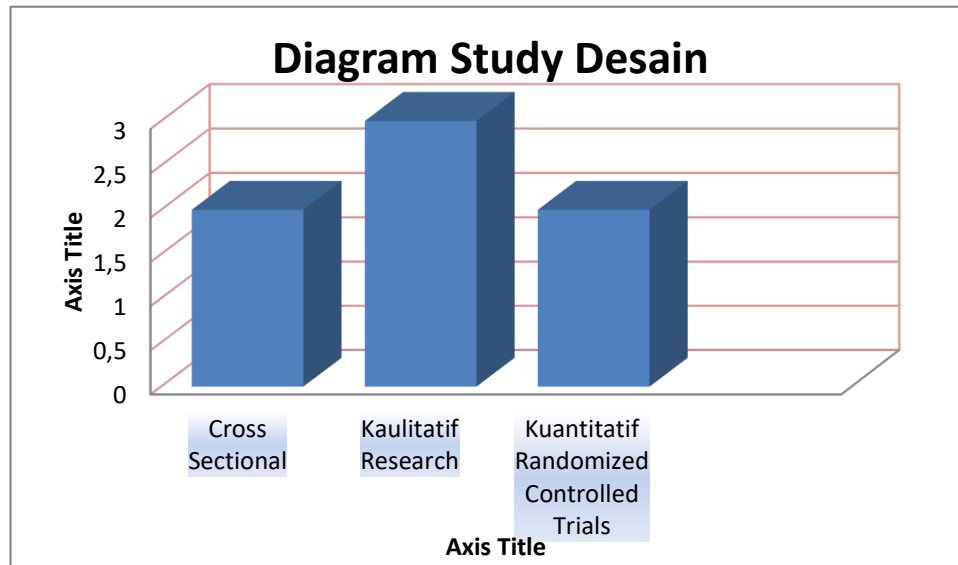 Diagram Study Desain
3
2,5
2
1,5
1
0,5
0
Axis Title
Cross
Sectional
Kaulitatif
Research
Kuantitatif
Randomized
Controlled
Trials
Axis Title